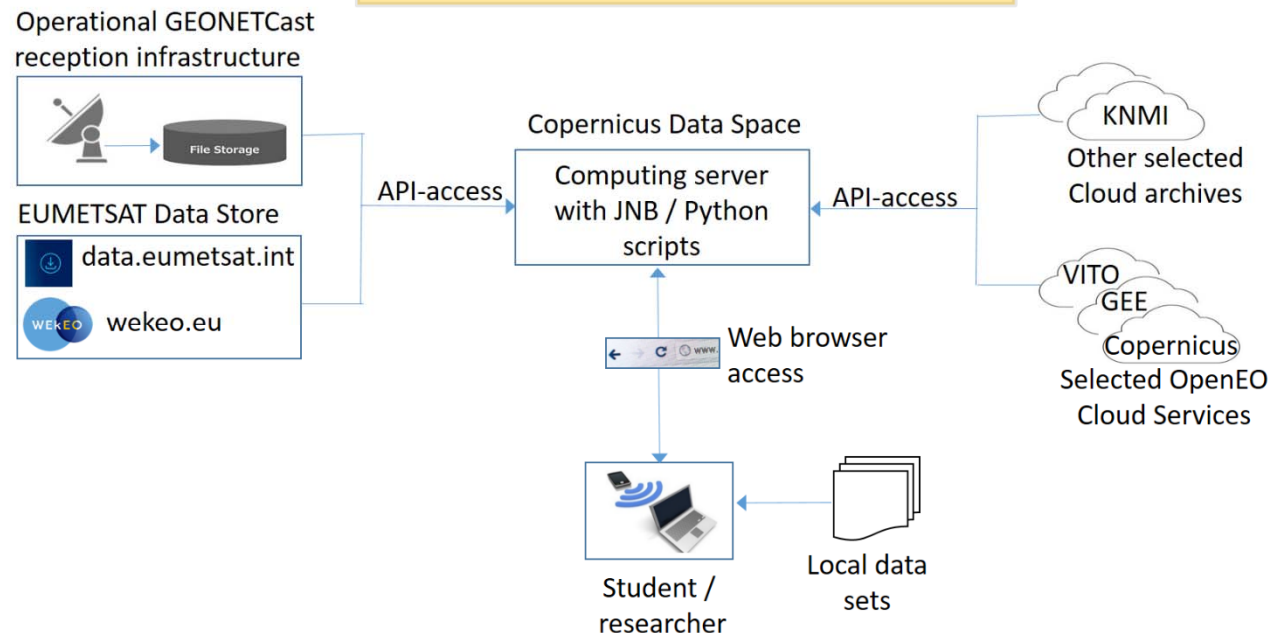 Operational GEONETCast
reception infrastructure
File Storage
EUMETSAT Data Store
data.eumetsat.int
WEkEO
wekeo.eu
API-access
Copernicus Data Space
Computing server
with JNB / Python
scripts
API-access
KNMI
Other selected
Cloud archives
VITO
GEE
Copernicus
Selected OpenEO
Cloud Services
www.
Web browser
access
Student /
researcher
Local data
sets